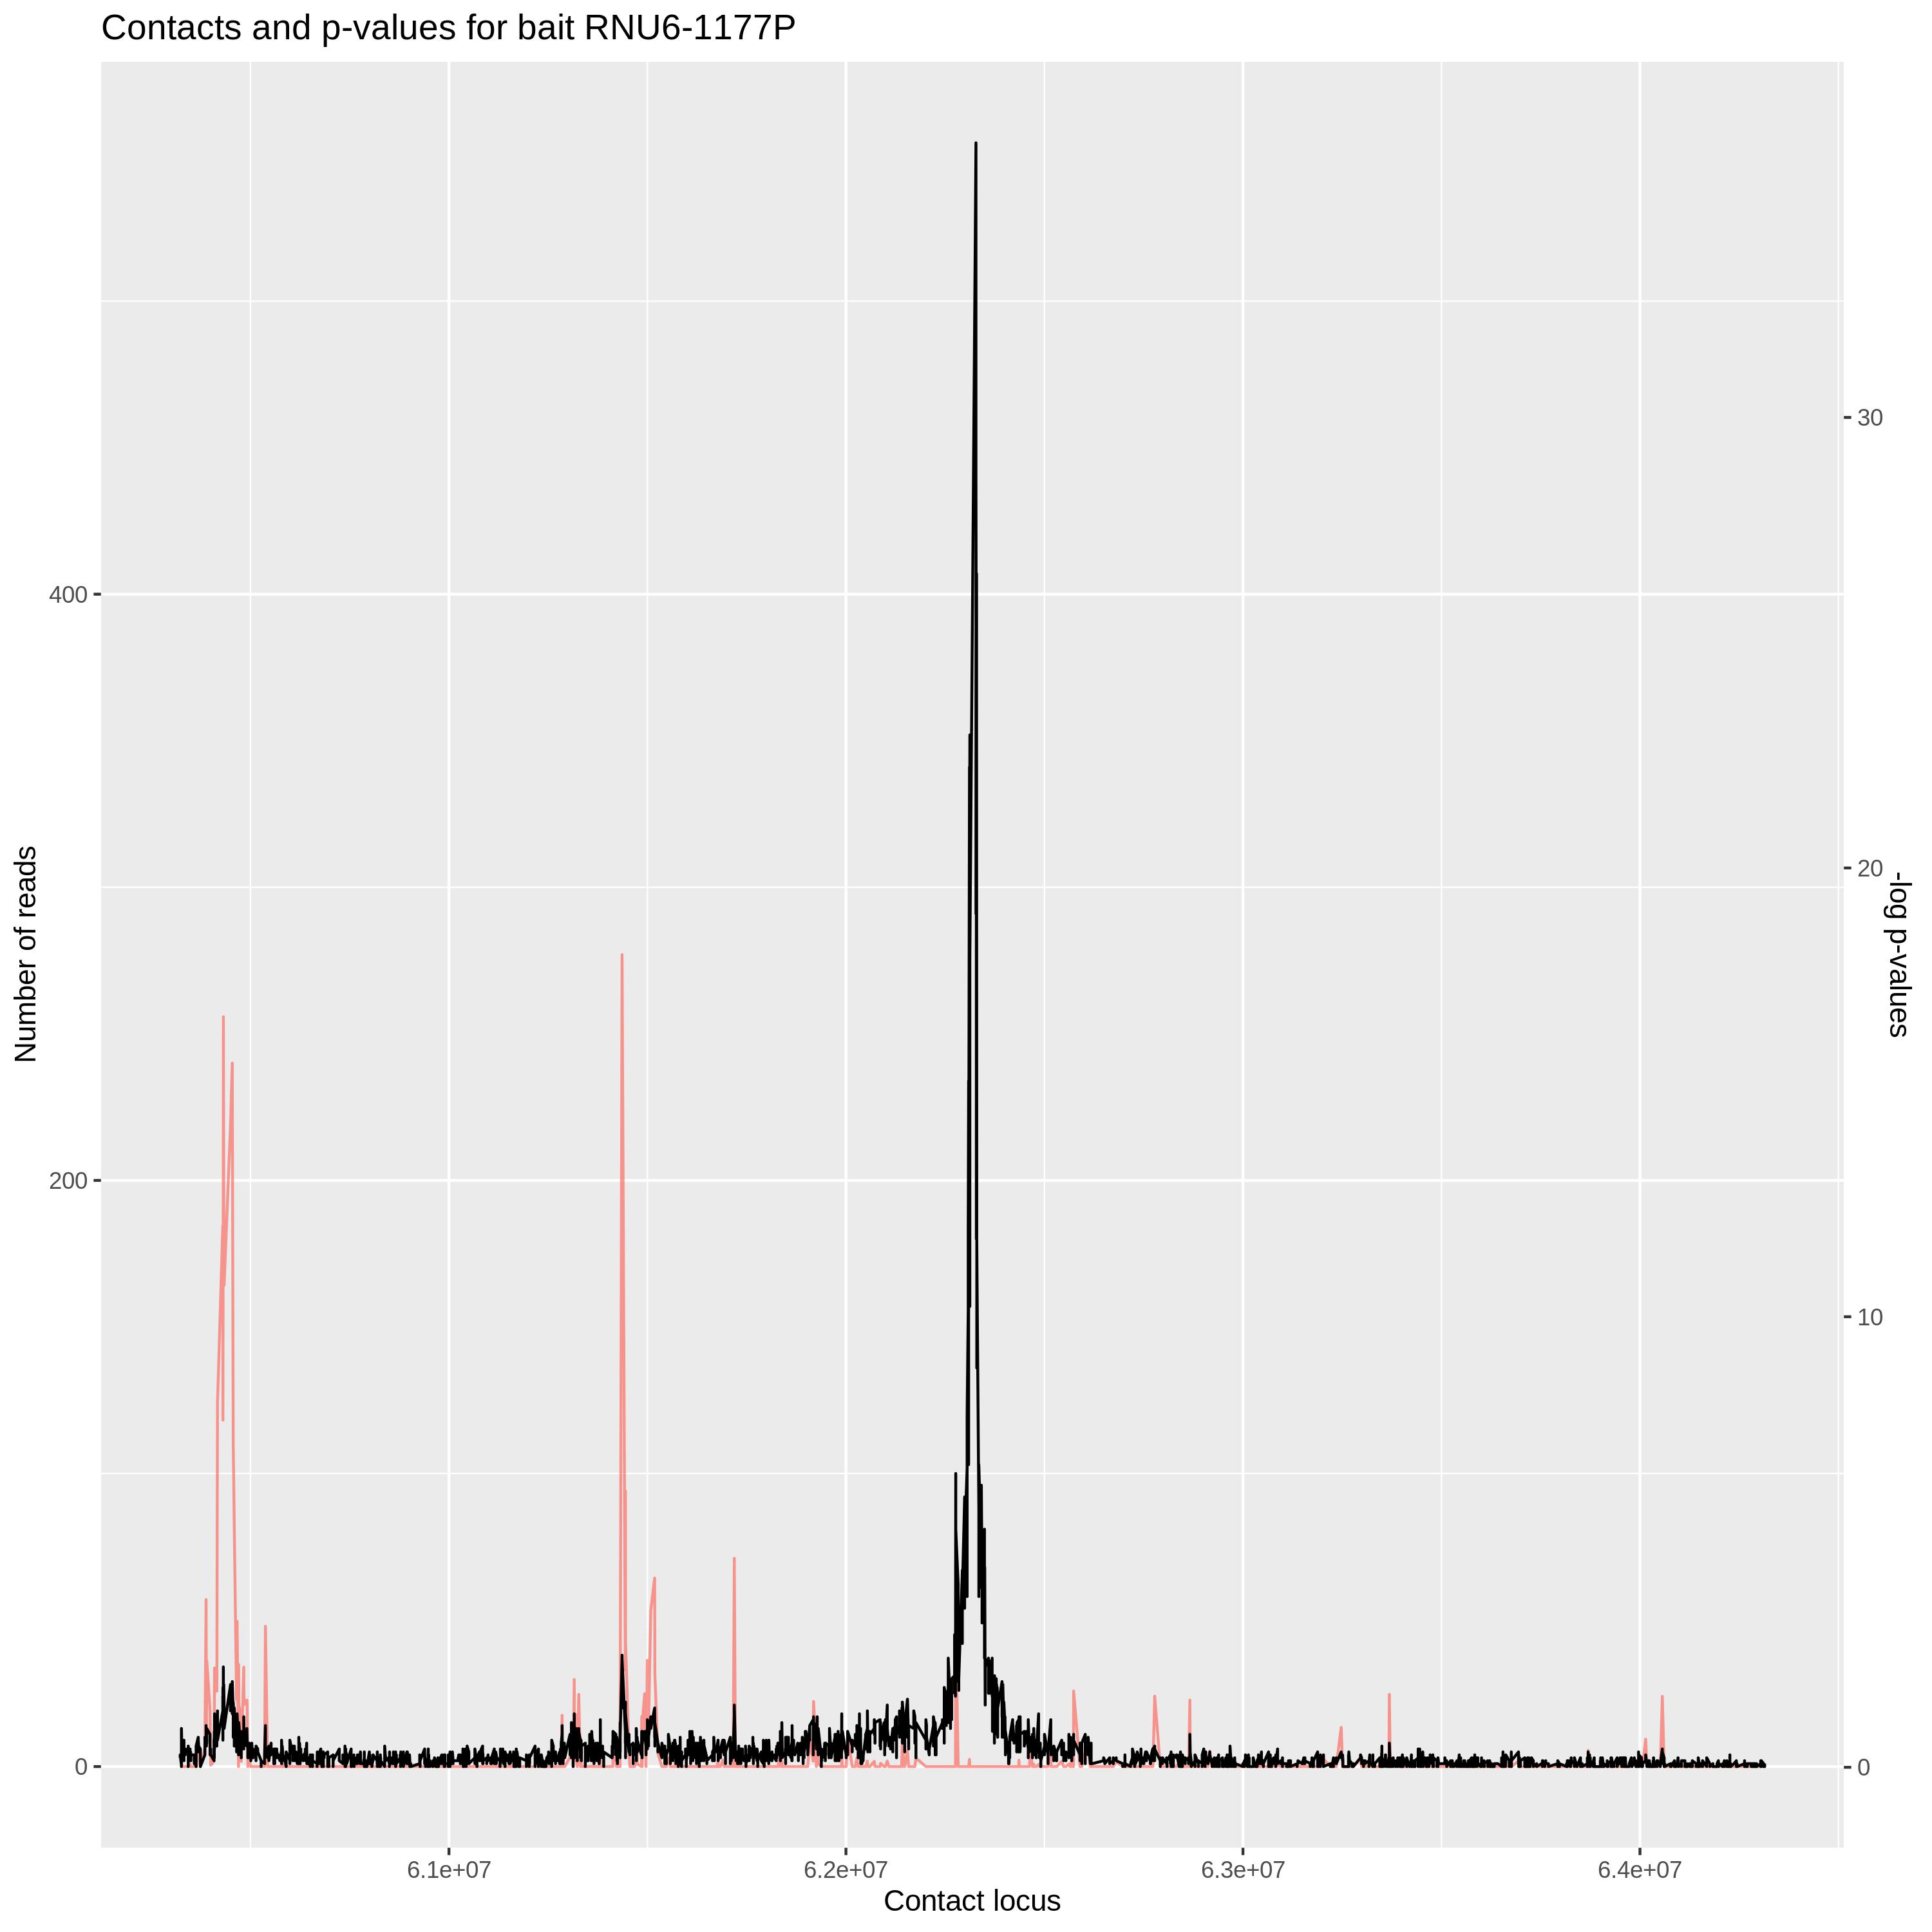 Contacts and p-values for bait RNU6-1177P
Number of reads
400
200
0
30
20
10
0
-log p-values
6.1e+07
6.2e+07
6.3e+07
6.4e+07
Contact locus